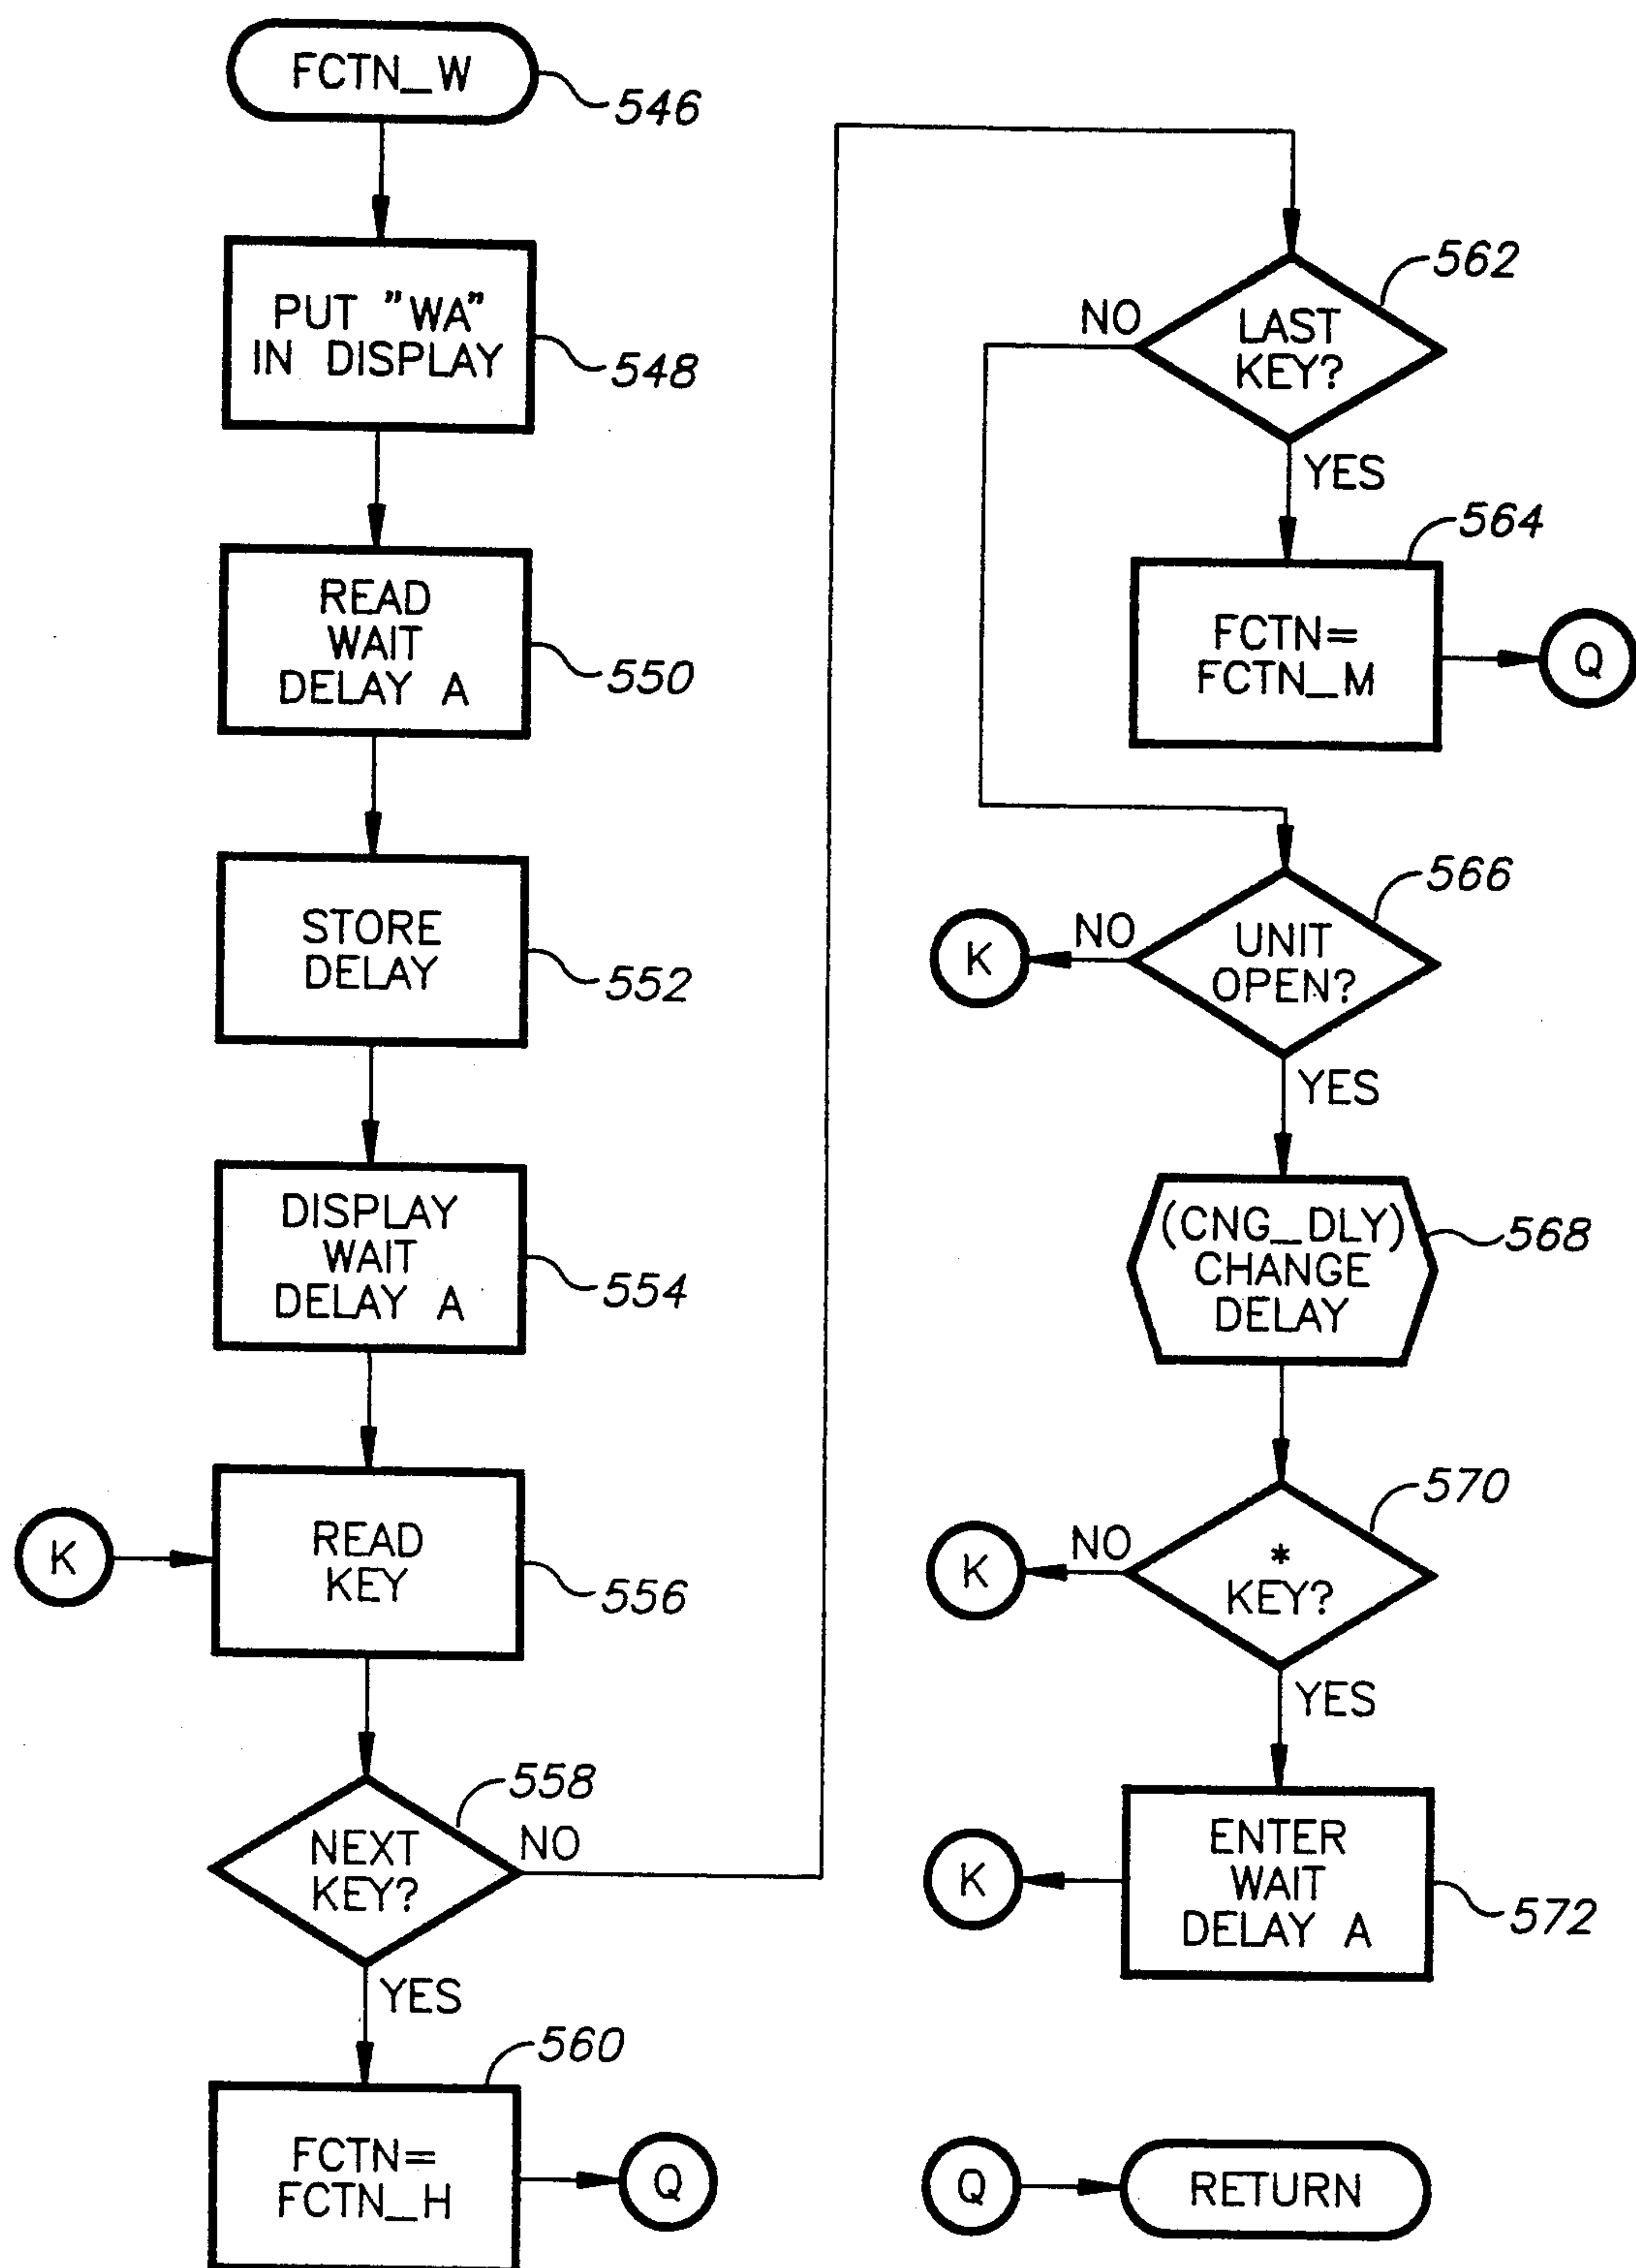 FCTN_W
546
PUT "WA"
IN DISPLAY
548
READ
WAIT
DELAY A
550
STORE
DELAY
552
DISPLAY
WAIT
DELAY A
554
K
READ
KEY
556
558
NEXT
KEY?
NO
YES
560
FCTN=
FCTN_H
Q
562
NO
LAST
KEY?
YES
564
FCTN=
FCTN_M
Q
566
K
NO
UNIT
OPEN?
YES
(CNG_DLY)
CHANGE
DELAY
568
570
K
NO
*
KEY?
YES
K
ENTER
WAIT
DELAY A
572
Q
RETURN